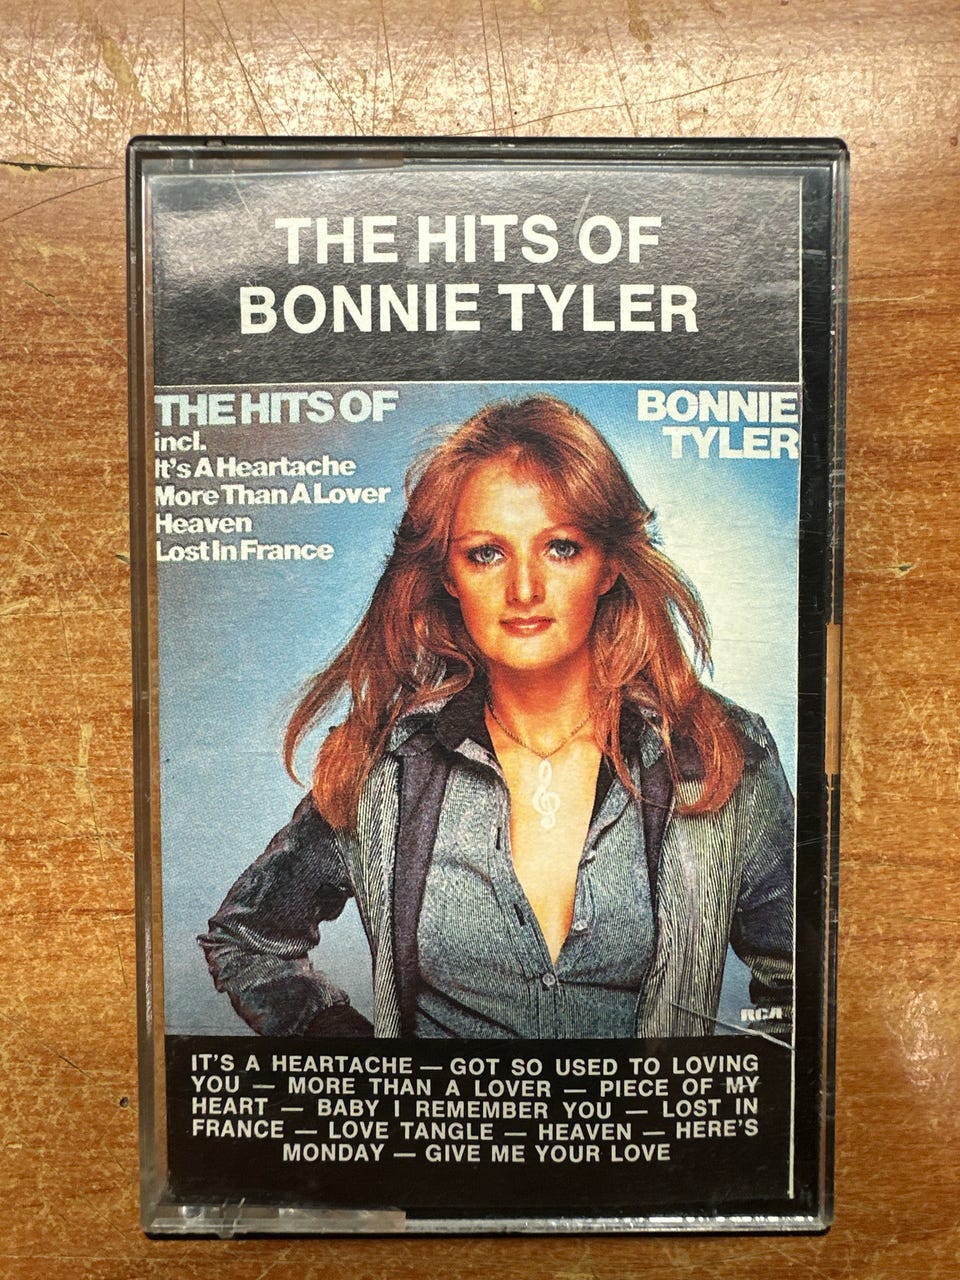 THE HITS OF
BONNIE TYLER
THE HITS OF
incl.
It's A Heartache
More Than A Lover
Heaven
Lost In France
BONNIE
TYLER
RCA
IT'S A HEARTACHE — GOT SO USED TO LOVING
YOU — MORE THAN A LOVER — PIECE OF MY
HEART — BABY I REMEMBER YOU — LOST IN
FRANCE — LOVE TANGLE — HEAVEN — HERE'S
MONDAY — GIVE ME YOUR LOVE